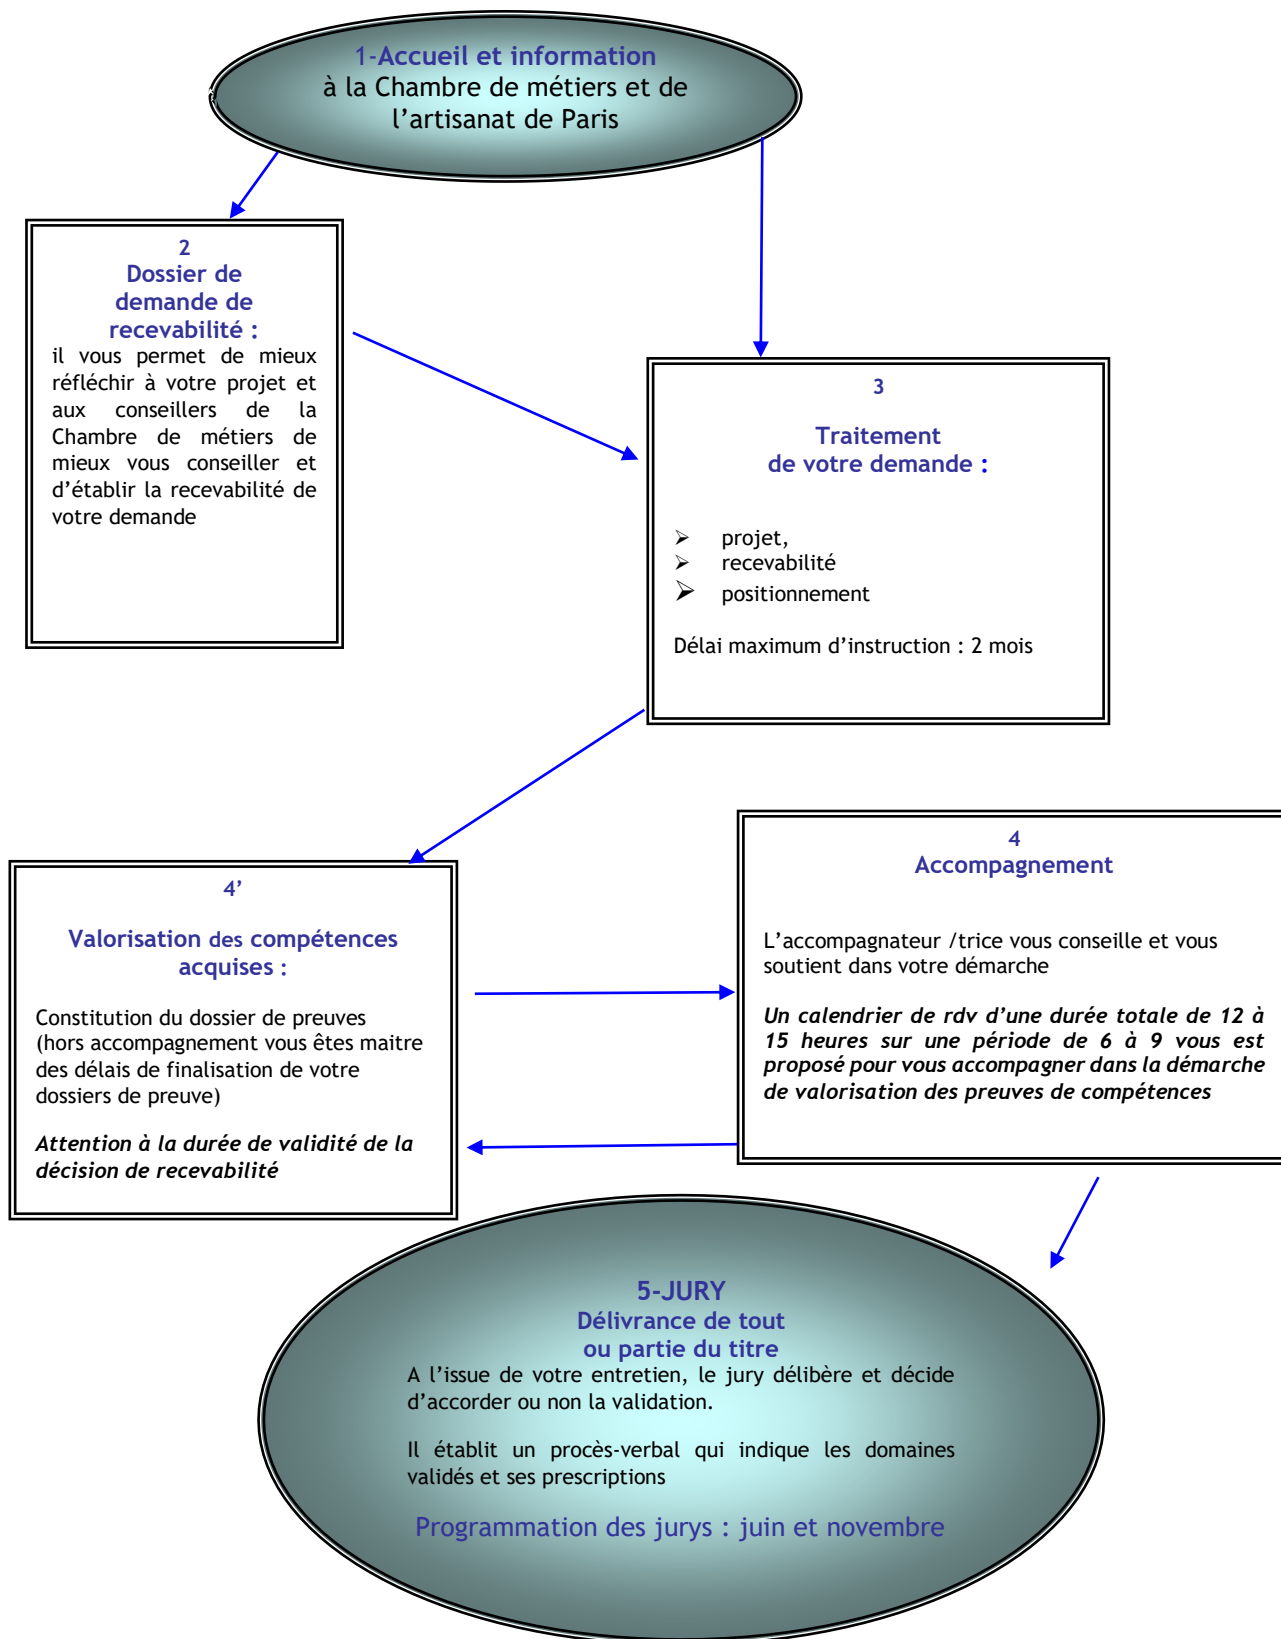 1-Accueil et information
à la Chambre de métiers et de
l’artisanat de Paris
2
Dossier de
demande de
recevabilité :
il vous permet de mieux
réfléchir à votre projet et
aux conseillers de la
Chambre de métiers de
mieux vous conseiller et
d’établir la recevabilité de
votre demande
3
Traitement
de votre demande :
➢ projet,
➢ recevabilité
➢ positionnement
Délai maximum d’instruction : 2 mois
4’
Valorisation des compétences
acquises :
Constitution du dossier de preuves
(hors accompagnement vous êtes maitre
des délais de finalisation de votre
dossiers de preuve)
Attention à la durée de validité de la
décision de recevabilité
4
Accompagnement
L’accompagnateur /trice vous conseille et vous
soutient dans votre démarche
Un calendrier de rdv d’une durée totale de 12 à
15 heures sur une période de 6 à 9 vous est
proposé pour vous accompagner dans la démarche
de valorisation des preuves de compétences
5-JURY
Délivrance de tout
ou partie du titre
A l’issue de votre entretien, le jury délibère et décide
d’accorder ou non la validation.
Il établit un procès-verbal qui indique les domaines
validés et ses prescriptions
Programmation des jurys : juin et novembre